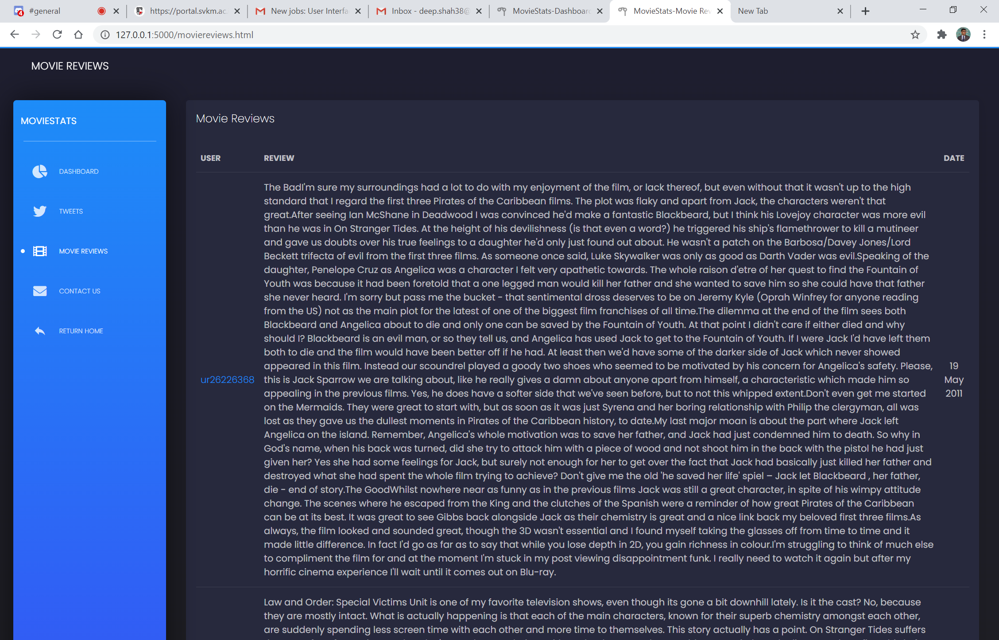 #general
https://portal.svkm.ac.
New jobs: User Interfa
Inbox - deep.shah38@
MovieStats-Dashboard
MovieStats-Movie Rev
New Tab
127.0.0.1:5000/moviereviews.html
MOVIE REVIEWS
MOVIESTATS
DASHBOARD
TWEETS
MOVIE REVIEWS
CONTACT US
RETURN HOME
Movie Reviews
USER REVIEW DATE
The BadI'm sure my surroundings had a lot to do with my enjoyment of the film, or lack thereof, but even without that it wasn't up to the high
standard that I regard the first three Pirates of the Caribbean films. The plot was flaky and apart from Jack, the characters weren't that
great.After seeing Ian McShane in Deadwood I was convinced he'd make a fantastic Blackbeard, but I think his Lovejoy character was more evil
than he was in On Stranger Tides. At the height of his devilishness (is that even a word?) he triggered his ship's flamethrower to kill a mutineer
and gave us doubts over his true feelings to a daughter he'd only just found out about. He wasn't a patch on the Barbosa/Davey Jones/Lord
Beckett trifecta of evil from the first three films. As someone once said, Luke Skywalker was only as good as Darth Vader was evil.Speaking of the
daughter, Penelope Cruz as Angelica was a character I felt very apathetic towards. The whole raison d'etre of her quest to find the Fountain of
Youth was because it had been foretold that a one legged man would kill her father and she wanted to save him so she could have that father
she never heard. I'm sorry but pass me the bucket - that sentimental dross deserves to be on Jeremy Kyle (Oprah Winfrey for anyone reading
from the US) not as the main plot for the latest of one of the biggest film franchises of all time.The dilemma at the end of the film sees both
Blackbeard and Angelica about to die and only one can be saved by the Fountain of Youth. At that point I didn't care if either died and why
should I? Blackbeard is an evil man, or so they tell us, and Angelica has used Jack to get to the Fountain of Youth. If I were Jack I'd have left them
both to die and the film would have been better off if he had. At least then we'd have some of the darker side of Jack which never showed
appeared in this film. Instead our scoundrel played a goody two shoes who seemed to be motivated by his concern for Angelica's safety. Please,
this is Jack Sparrow we are talking about, like he really gives a damn about anyone apart from himself, a characteristic which made him so
appealing in the previous films. Yes, he does have a softer side that we've seen before, but to not this whipped extent.Don't even get me started
on the Mermaids. They were great to start with, but as soon as it was just Syrena and her boring relationship with Philip the clergyman, all was
lost as they gave us the dullest moments in Pirates of the Caribbean history, to date.My last major moan is about the part where Jack left
Angelica on the island. Remember, Angelica's whole motivation was to save her father, and Jack had just condemned him to death. So why in
God's name, when his back was turned, did she try to attack him with a piece of wood and not shoot him in the back with the pistol he had just
given her? Yes she had some feelings for Jack, but surely not enough for her to get over the fact that Jack had basically just killed her father and
destroyed what she had spent the whole film trying to achieve? Don't give me the old 'he saved her life' spiel – Jack let Blackbeard , her father,
die - end of story.The GoodWhilst nowhere near as funny as in the previous films Jack was still a great character, in spite of his wimpy attitude
change. The scenes where he escaped from the King and the clutches of the Spanish were a reminder of how great Pirates of the Caribbean
can be at its best. It was great to see Gibbs back alongside Jack as their chemistry is great and a nice link back my beloved first three films.As
always, the film looked and sounded great, though the 3D wasn't essential and I found myself taking the glasses off from time to time and it
made little difference. In fact I'd go as far as to say that while you lose depth in 2D, you gain richness in colour.I'm struggling to think of much else
to compliment the film for and at the moment I'm stuck in my post viewing disappointment funk. I really need to watch it again but after my
horrific cinema experience I'll wait until it comes out on Blu-ray.
ur26226368
19
May
2011
Law and Order: Special Victims Unit is one of my favorite television shows, even though its gone a bit downhill lately. Is it the cast? No, because
they are mostly intact. What is actually happening is that each of the main characters, known for their superb chemistry amongst each other,
are suddenly spending less screen time with each other and more time to themselves. This story actually has a point. On Stranger Tides suffers